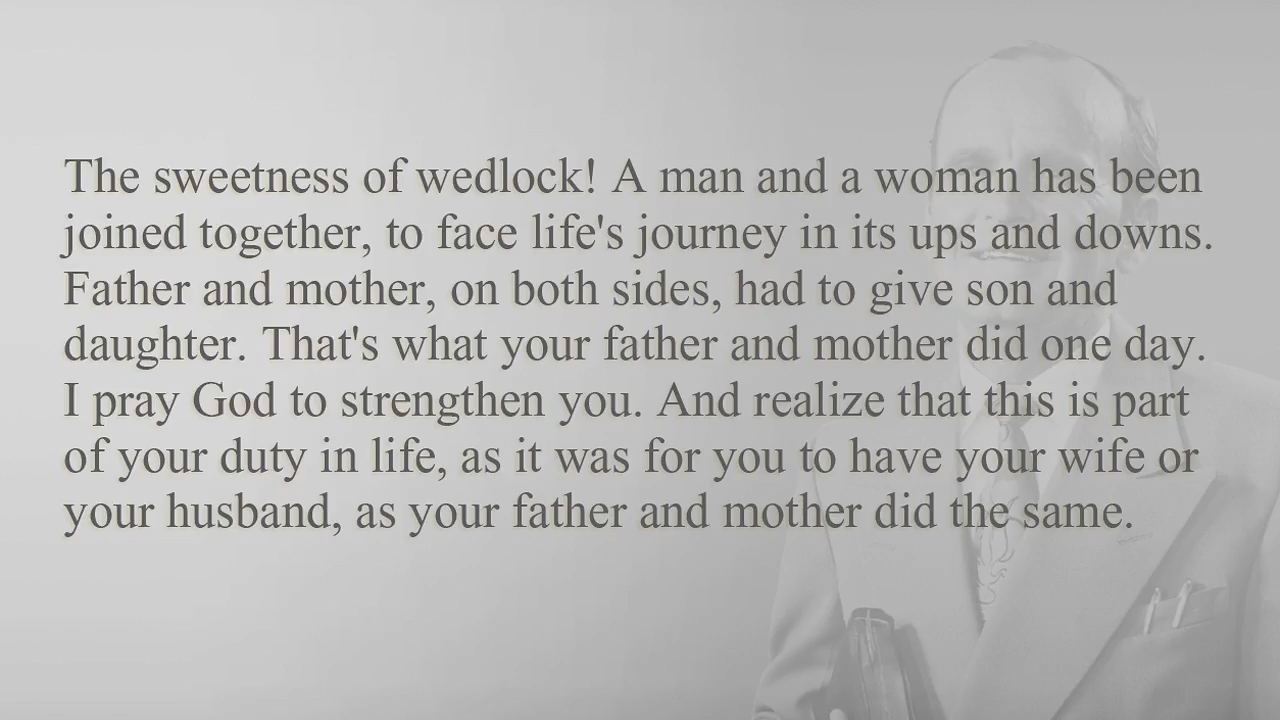 The sweetness of wedlock! A man and a woman has been
joined together, to face life's journey in its ups and downs.
Father and mother, on both sides, had to give son and
daughter. That's what your father and mother did one day.
I pray God to strengthen you. And realize that this is part
of your duty in life, as it was for you to have your wife or
your husband, as your father and mother did the same.